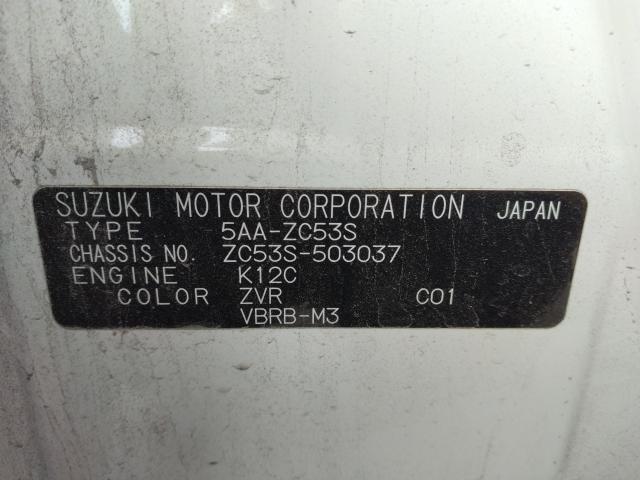 SUZUKI MOTOR CORPORATION JAPAN
TYPE 5AA-ZC53S
CHASSIS NO. ZC53S-503037
ENGINE K12C
COLOR ZVR C01
VBRB-M3